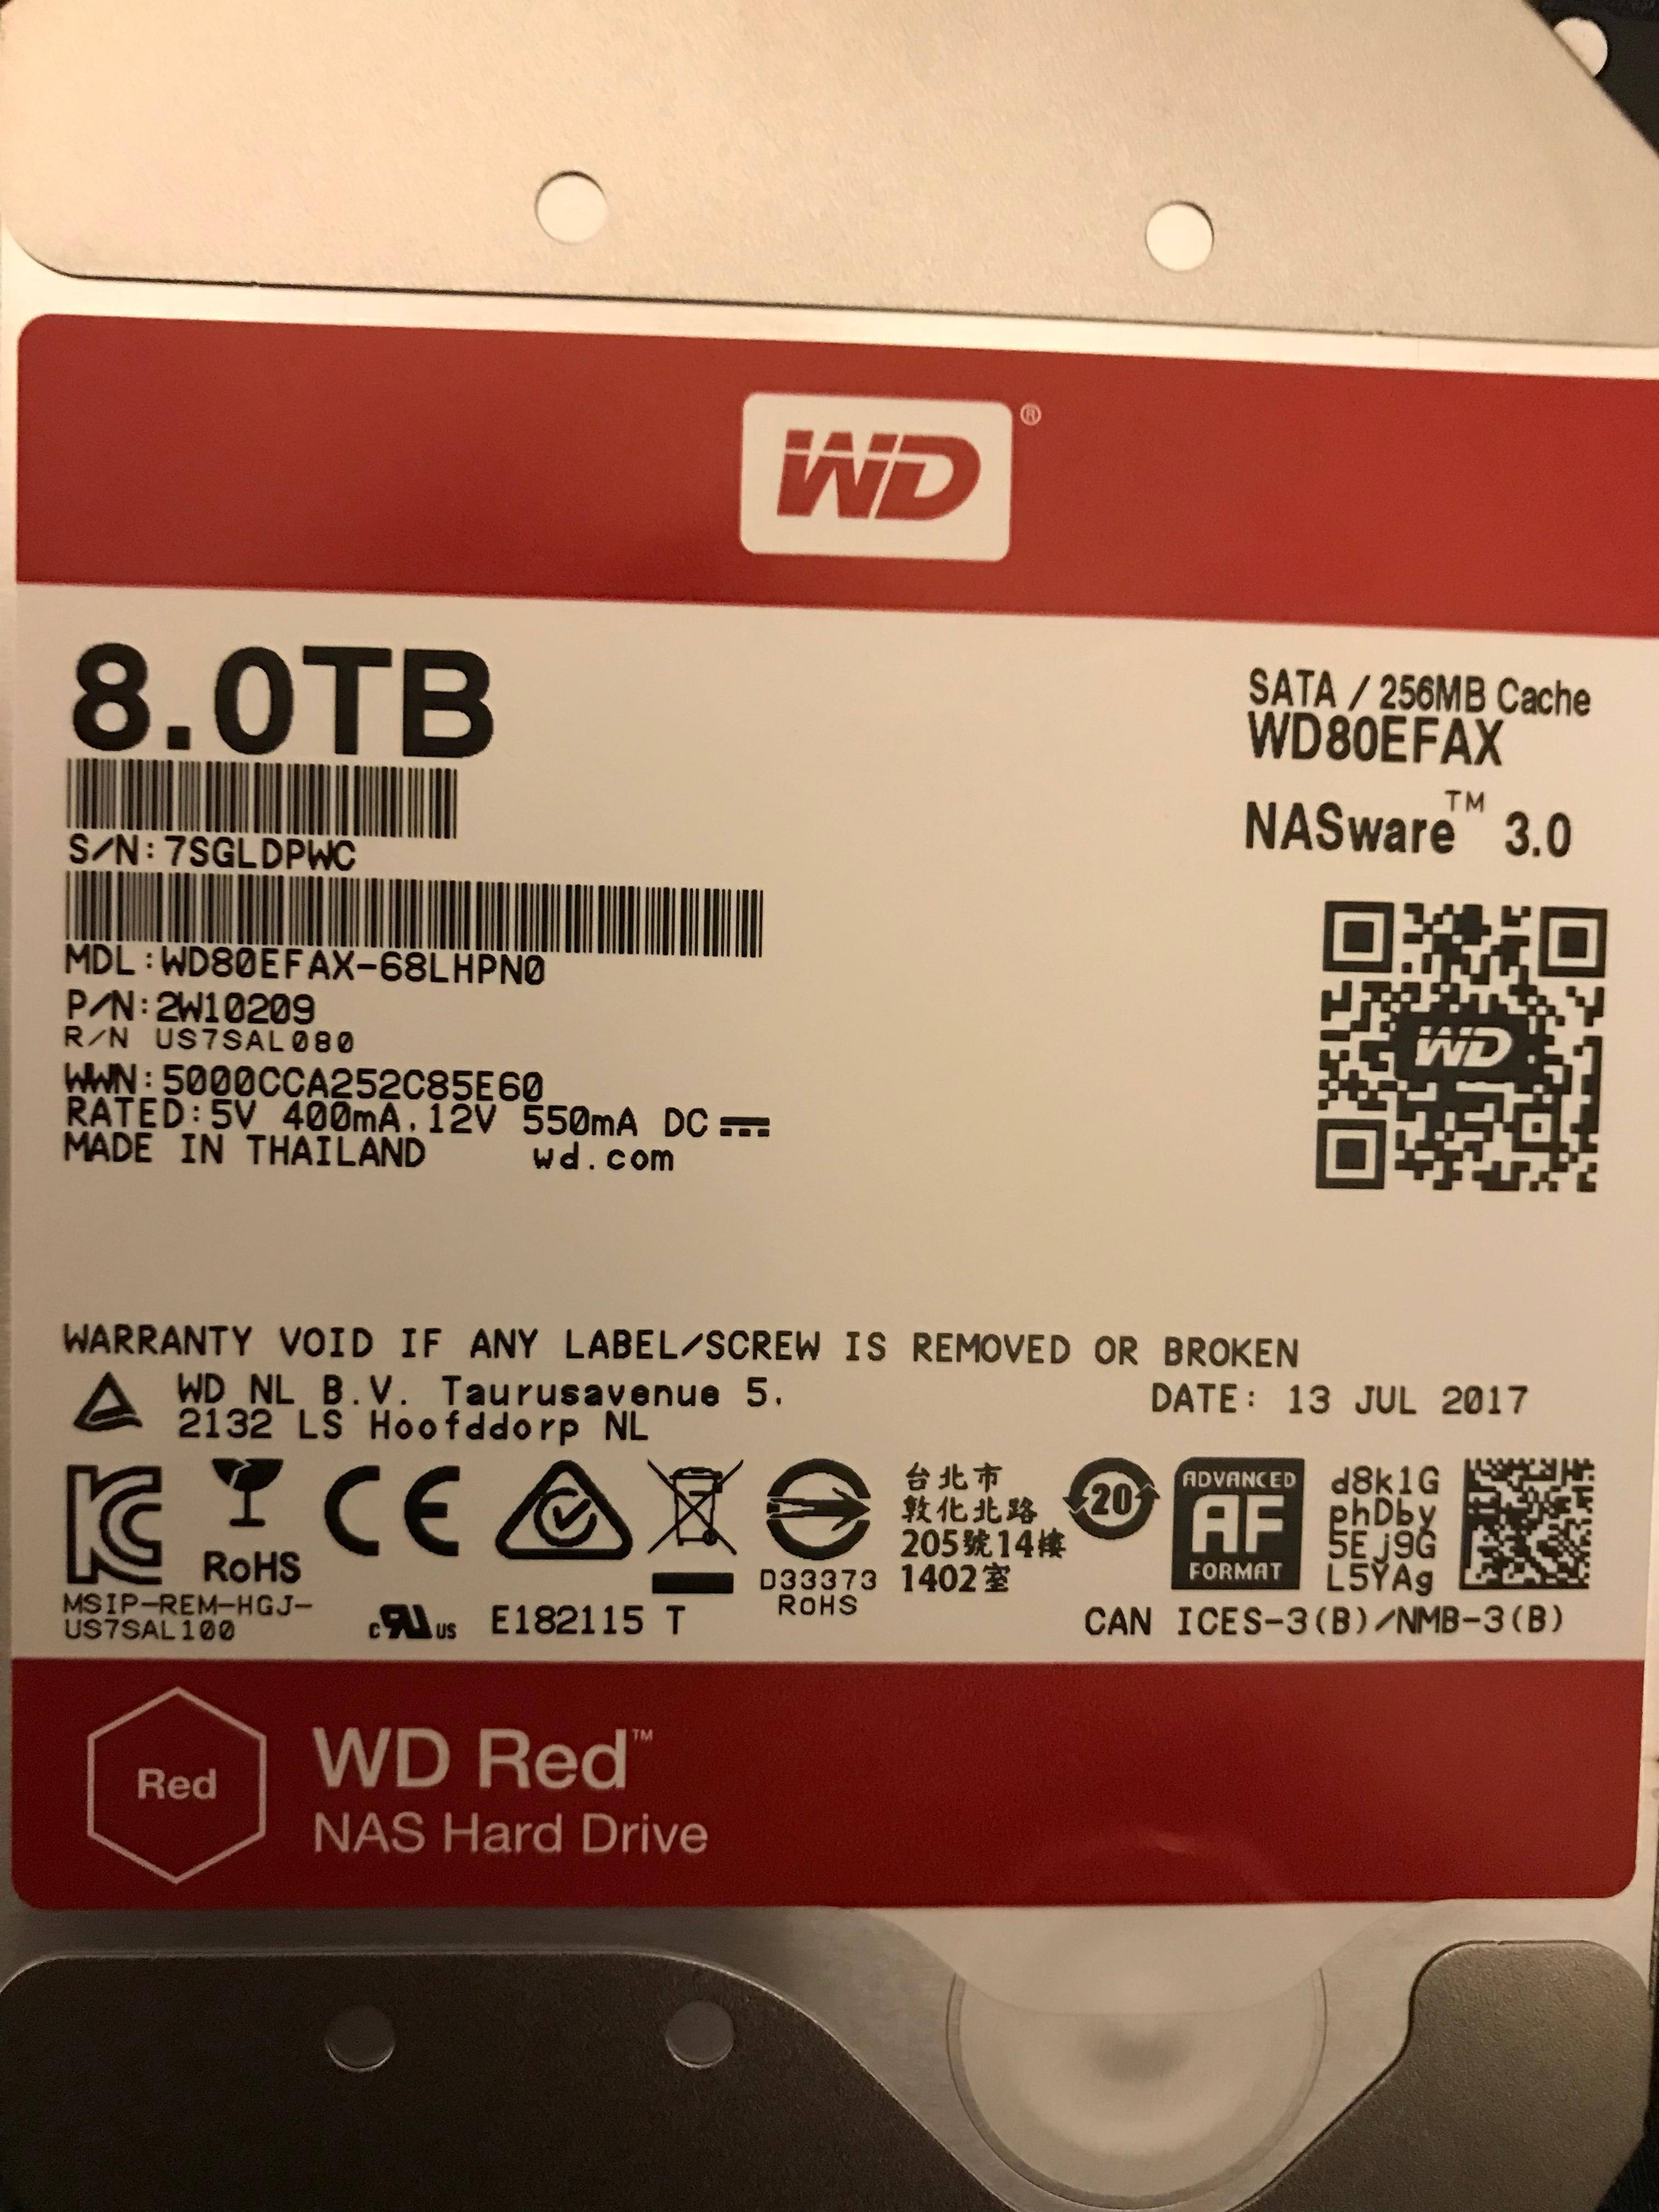 WD®
8.0TB
SATA / 256MB Cache
WD80EFAX
NASware™ 3.0
S/N:7SGLDPWC
MDL:WD80EFAX-68LHPN0
P/N:2W10209
R/N US7SAL080
WD
WWN:5000CCA252C85E60
RATED:5V 400mA,12V 550mA DC
MADE IN THAILAND wd.com
WARRANTY VOID IF ANY LABEL/SCREW IS REMOVED OR BROKEN
WD NL B.V. Taurusavenue 5,
2132 LS Hoofddorp NL
DATE: 13 JUL 2017
RoHS
MSIP-REM-HGJ-
US7SAL100
CE
c RU us E182115 T
D33373
RoHS
台北市
敦化北路
205號14樓
1402室
20
ADVANCED
AF
FORMAT
d8k1G
phDby
5Ej9G
L5YAg
CAN ICES-3(B)/NMB-3(B)
Red
WD Red™
NAS Hard Drive